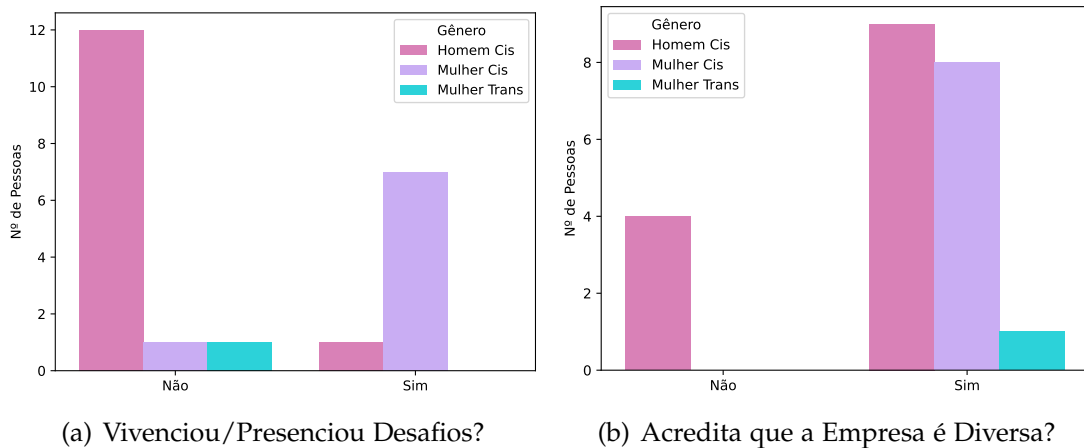 12
10
8
6
4
2
0
Nº de Pessoas
Não
Sim
Gênero
Homem Cis
Mulher Cis
Mulher Trans
(a) Vivenciou/Presenciou Desafios?
8
6
4
2
0
Nº de Pessoas
Não
Sim
Gênero
Homem Cis
Mulher Cis
Mulher Trans
(b) Acredita que a Empresa é Diversa?